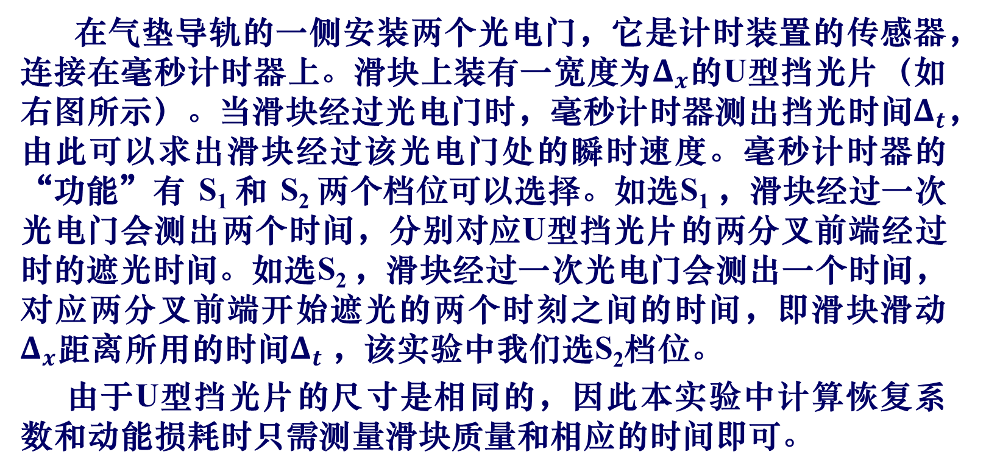 在气垫导轨的一侧安装两个光电门，它是计时装置的传感器，
连接在毫秒计时器上。滑块上装有一宽度为Δₓ的U型挡光片（如
右图所示）。当滑块经过光电门时，毫秒计时器测出挡光时间Δₜ，
由此可以求出滑块经过该光电门处的瞬时速度。毫秒计时器的
“功能”有 S₁ 和 S₂ 两个档位可以选择。如选S₁，滑块经过一次
光电门会测出两个时间，分别对应U型挡光片的两分叉前端经过
时的遮光时间。如选S₂，滑块经过一次光电门会测出一个时间，
对应两分叉前端开始遮光的两个时刻之间的时间，即滑块滑动
Δₓ距离所用的时间Δₜ，该实验中我们选S₂档位。
由于U型挡光片的尺寸是相同的，因此本实验中计算恢复系
数和动能损耗时只需测量滑块质量和相应的时间即可。